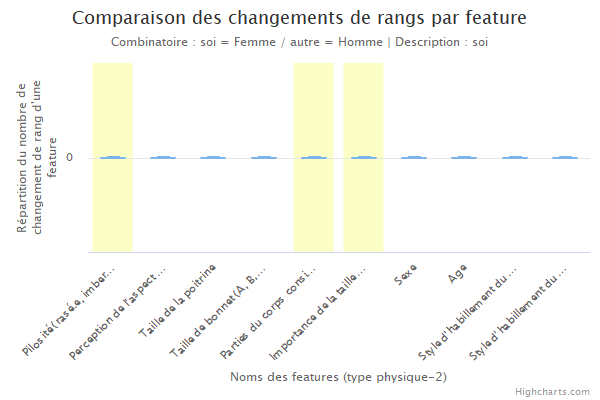 Comparaison des changements de rangs par feature
Combinatoire : soi = Femme / autre = Homme | Description : soi
Répartition du nombre de
changement de rang d'une
feature
0
Pilosité(rasée, imber…
Perception de l'aspect…
Taille de la poitrine
Taille de bonnet(A, B,…
Parties du corps consi…
Importance de la taille…
Sexe
Age
Style d'habillement du …
Style d'habillement du …
Noms des features (type physique-2)
Highcharts.com